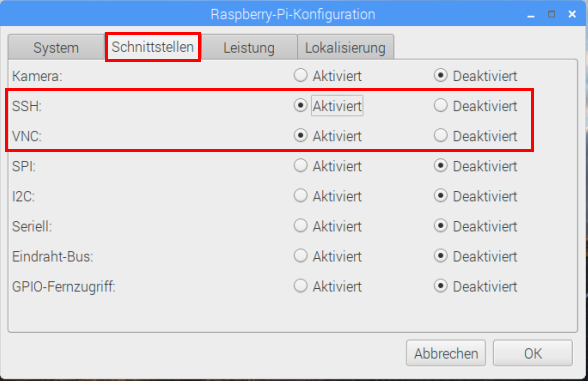 Raspberry-Pi-Konfiguration
System Schnittstellen Leistung Lokalisierung
Kamera: Aktiviert Deaktiviert
SSH: Aktiviert Deaktiviert
VNC: Aktiviert Deaktiviert
SPI: Aktiviert Deaktiviert
I2C: Aktiviert Deaktiviert
Seriell: Aktiviert Deaktiviert
Eindraht-Bus: Aktiviert Deaktiviert
GPIO-Fernzugriff: Aktiviert Deaktiviert
Abbrechen OK